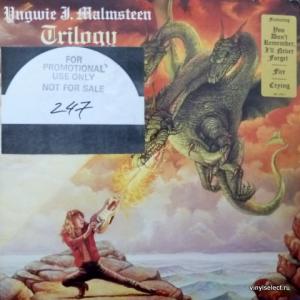 Yngwie J. Malmsteen
Trilogy
FOR
PROMOTIONAL
USE ONLY
NOT FOR SALE
247
Featuring
You
Don't
Remember,
I'll Never
Forget
Fire
Crying
vinylselect.ru